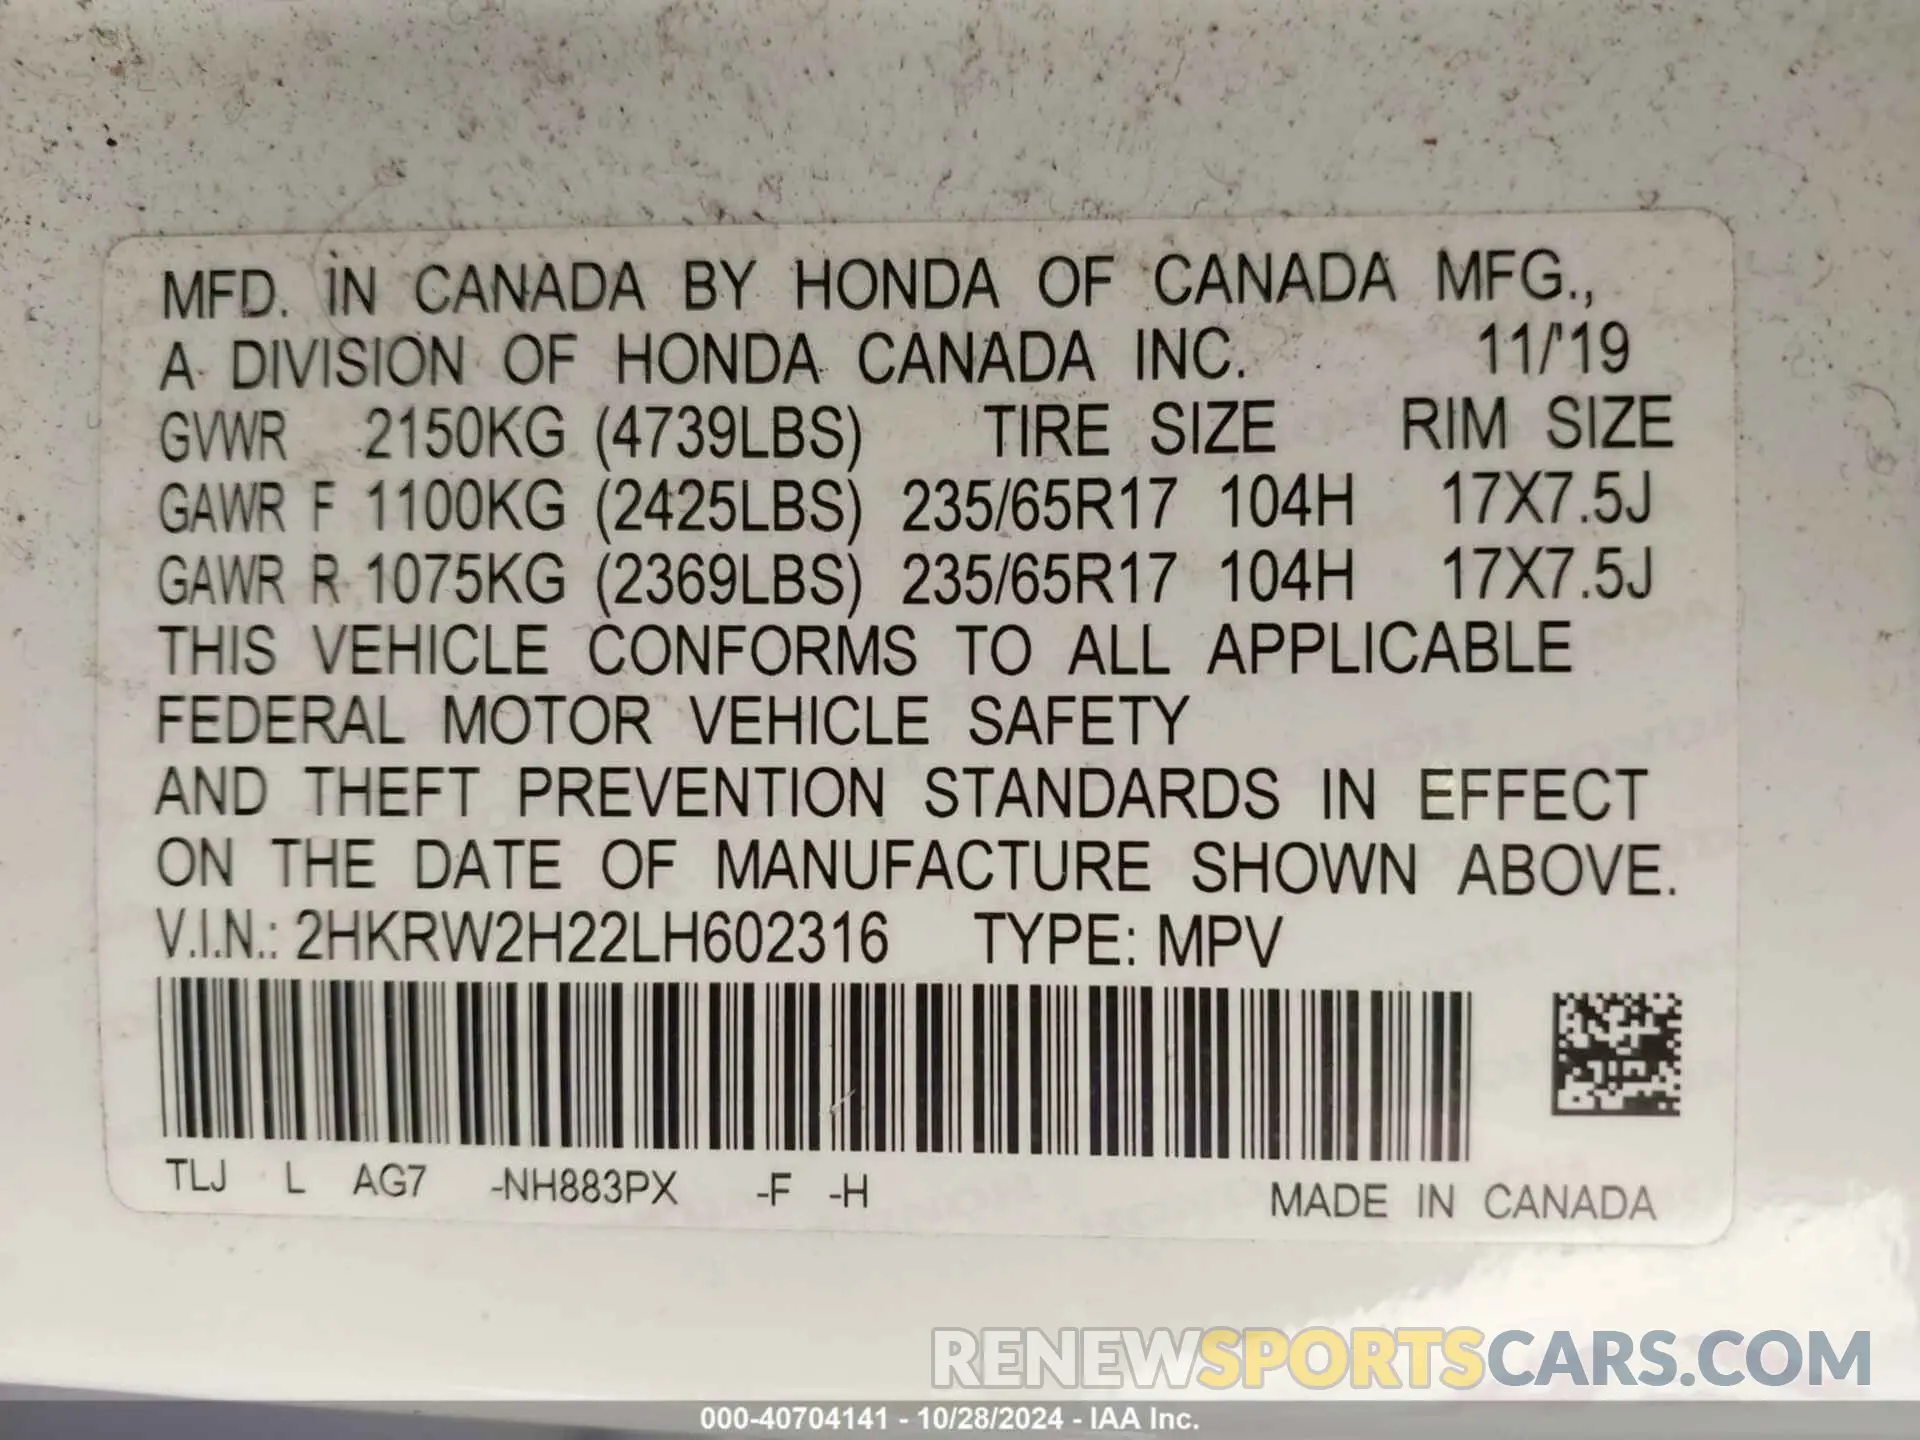 MFD. IN CANADA BY HONDA OF CANADA MFG.,
A DIVISION OF HONDA CANADA INC. 11/'19
GVWR 2150KG (4739LBS) TIRE SIZE RIM SIZE
GAWR F 1100KG (2425LBS) 235/65R17 104H 17X7.5J
GAWR R 1075KG (2369LBS) 235/65R17 104H 17X7.5J
THIS VEHICLE CONFORMS TO ALL APPLICABLE
FEDERAL MOTOR VEHICLE SAFETY
AND THEFT PREVENTION STANDARDS IN EFFECT
ON THE DATE OF MANUFACTURE SHOWN ABOVE.
V.I.N.: 2HKRW2H22LH602316 TYPE: MPV
TLJ L AG7 -NH883PX -F -H MADE IN CANADA
RENEWSPORTSCARS.COM
000-40704141 - 10/28/2024 - IAA Inc.